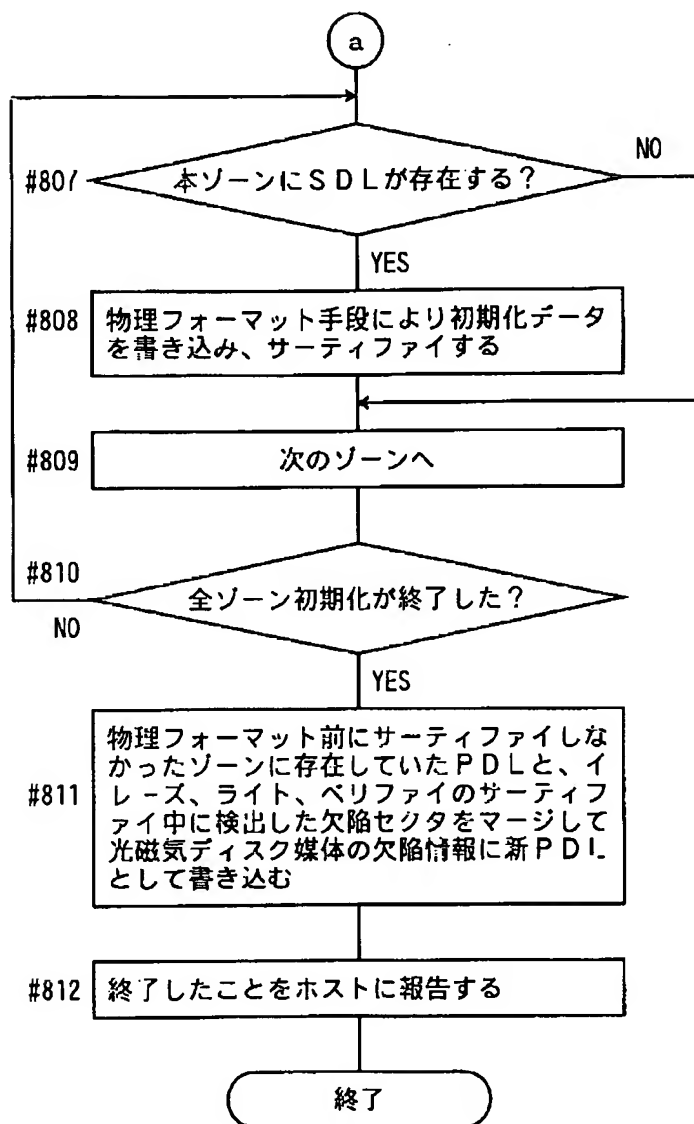 a
#807
本ゾーンにＳＤＬが存在する？
NO
YES
#808
物理フォーマット手段により初期化データ
を書き込み、サーティファイする
#809
次のゾーンへ
#810
全ゾーン初期化が終了した？
NO
YES
#811
物理フォーマット前にサーティファイしな
かったゾーンに存在していたＰＤＬと、イ
レーズ、ライト、ベリファイのサーティフ
ァイ中に検出した欠陥セクタをマージして
光磁気ディスク媒体の欠陥情報に新ＰＤＬ
として書き込む
#812
終了したことをホストに報告する
終了